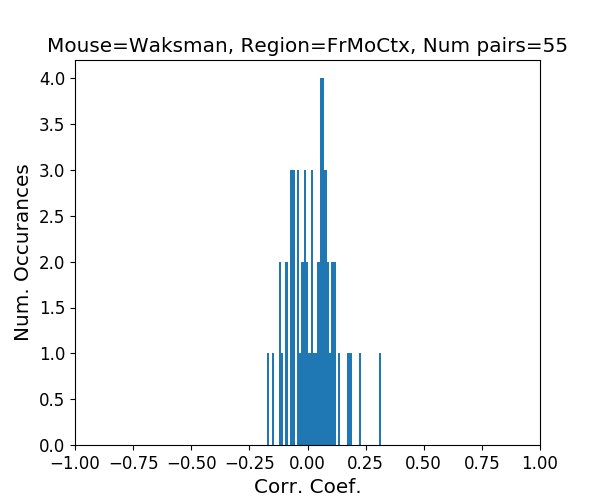 Mouse=Waksman, Region=FrMoCtx, Num pairs=55
4.0
3.5
3.0
2.5
2.0
1.5
1.0
0.5
0.0
Num. Occurances
−1.00 −0.75 −0.50 −0.25 0.00 0.25 0.50 0.75 1.00
Corr. Coef.